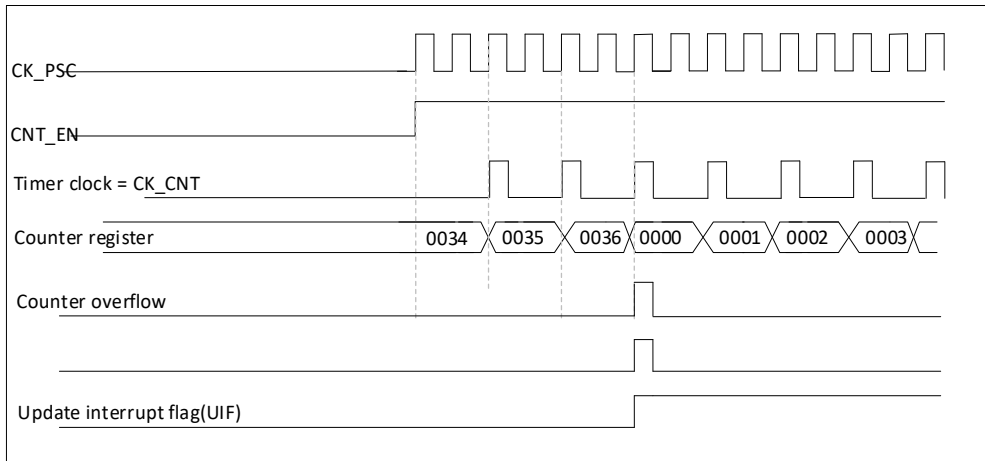 CK_PSC
CNT_EN
Timer clock = CK_CNT
Counter register
0034 0035 0036 0000 0001 0002 0003
Counter overflow
Update interrupt flag(UIF)